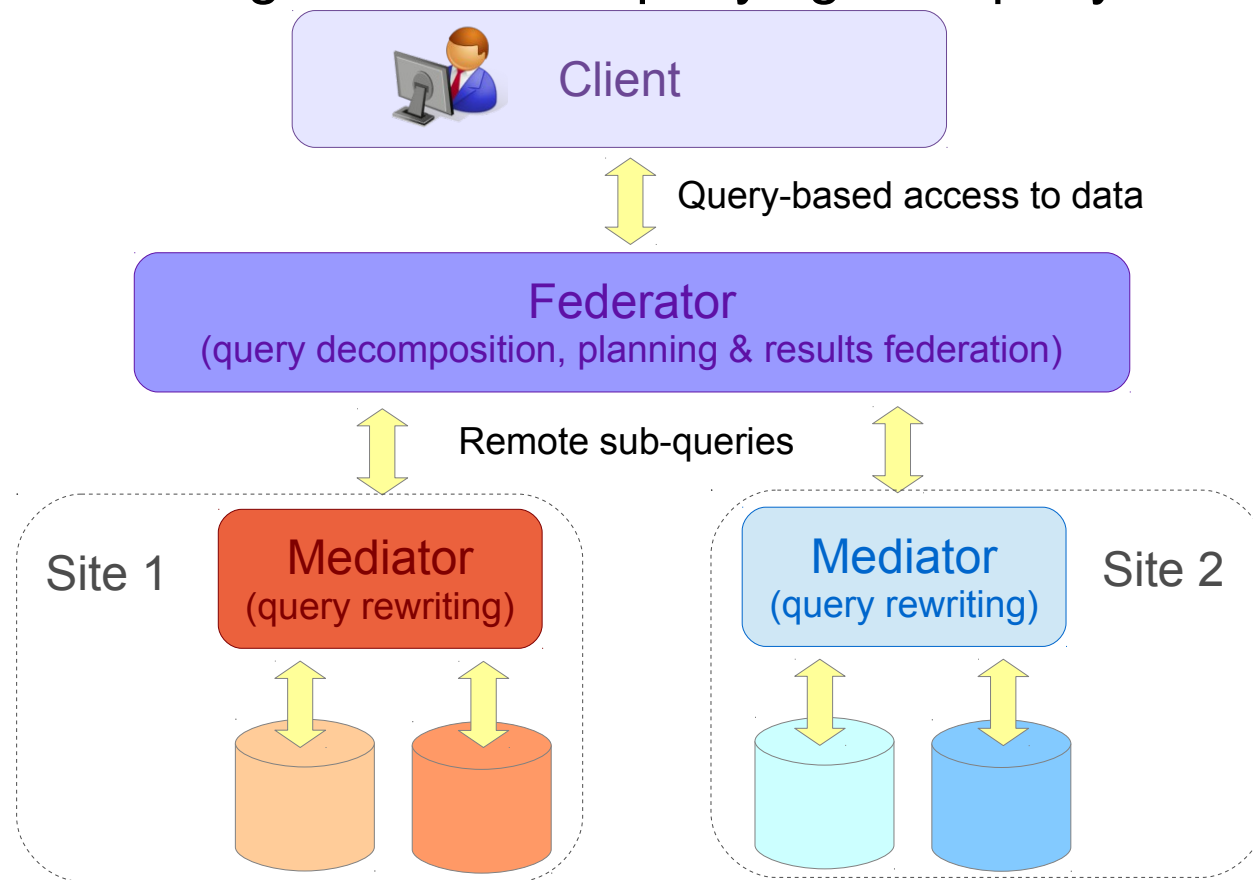 Client
Query-based access to data
Federator
(query decomposition, planning & results federation)
Remote sub-queries
Site 1
Mediator
(query rewriting)
Mediator
(query rewriting)
Site 2